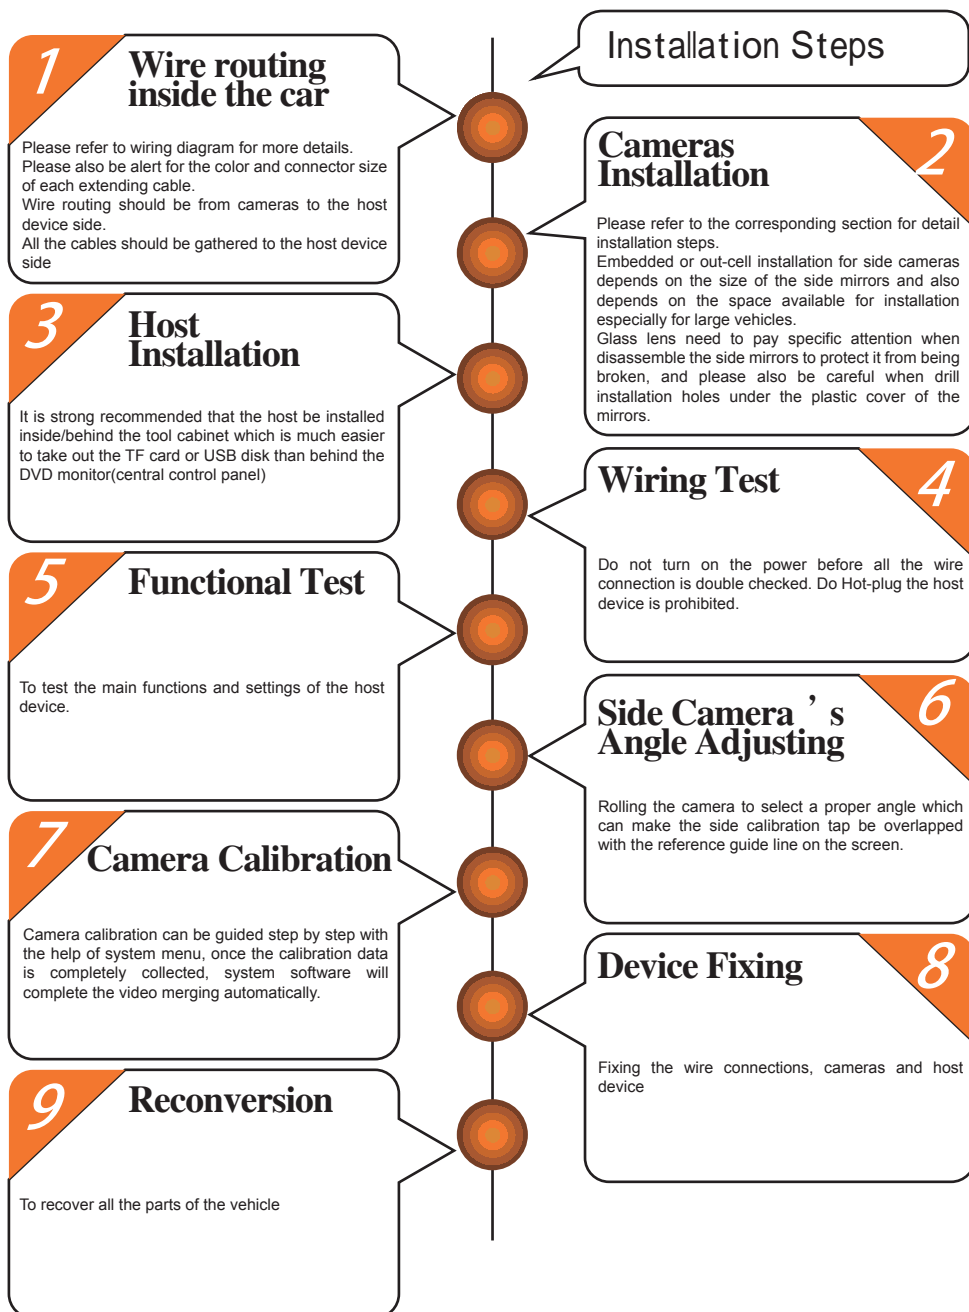 Installation Steps
1
Wire routing
inside the car
Please refer to wiring diagram for more details.
Please also be alert for the color and connector size
of each extending cable.
Wire routing should be from cameras to the host
device side.
All the cables should be gathered to the host device
side
2
Cameras
Installation
Please refer to the corresponding section for detail
installation steps.
Embedded or out-cell installation for side cameras
depends on the size of the side mirrors and also
depends on the space available for installation
especially for large vehicles.
Glass lens need to pay specific attention when
disassemble the side mirrors to protect it from being
broken, and please also be careful when drill
installation holes under the plastic cover of the
mirrors.
3
Host
Installation
It is strong recommended that the host be installed
inside/behind the tool cabinet which is much easier
to take out the TF card or USB disk than behind the
DVD monitor(central control panel)
4
Wiring Test
Do not turn on the power before all the wire
connection is double checked. Do Hot-plug the host
device is prohibited.
5
Functional Test
To test the main functions and settings of the host
device.
6
Side Camera ’ s
Angle Adjusting
Rolling the camera to select a proper angle which
can make the side calibration tap be overlapped
with the reference guide line on the screen.
7
Camera Calibration
Camera calibration can be guided step by step with
the help of system menu, once the calibration data
is completely collected, system software will
complete the video merging automatically.
8
Device Fixing
Fixing the wire connections, cameras and host
device
9
Reconversion
To recover all the parts of the vehicle